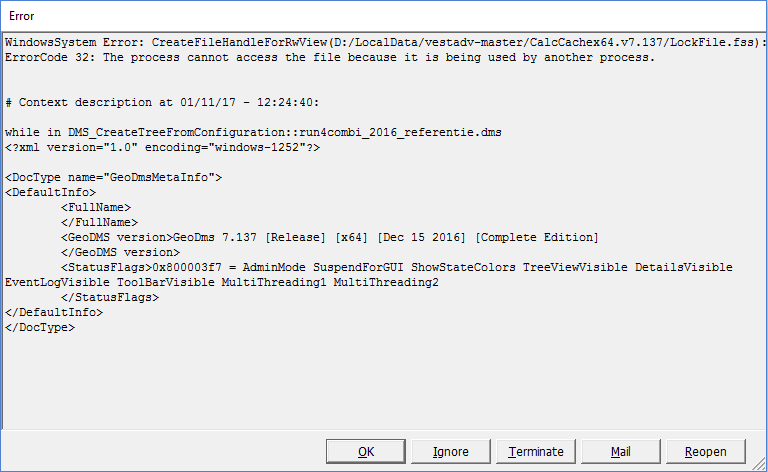 Error
WindowsSystem Error: CreateFileHandleForRwView(D:/LocalData/vestadv-master/CalcCachex64.v7.137/LockFile.fss):
ErrorCode 32: The process cannot access the file because it is being used by another process.
# Context description at 01/11/17 - 12:24:40:
while in DMS_CreateTreeFromConfiguration::run4combi_2016_referentie.dms
<?xml version="1.0" encoding="windows-1252"?>
<DocType name="GeoDmsMetaInfo">
<DefaultInfo>
<FullName>
</FullName>
<GeoDMS version>GeoDms 7.137 [Release] [x64] [Dec 15 2016] [Complete Edition]
</GeoDMS version>
<StatusFlags>0x800003f7 = AdminMode SuspendForGUI ShowStateColors TreeViewVisible DetailsVisible
EventLogVisible ToolBarVisible MultiThreading1 MultiThreading2
</StatusFlags>
</DefaultInfo>
</DocType>
OK Ignore Terminate Mail Reopen